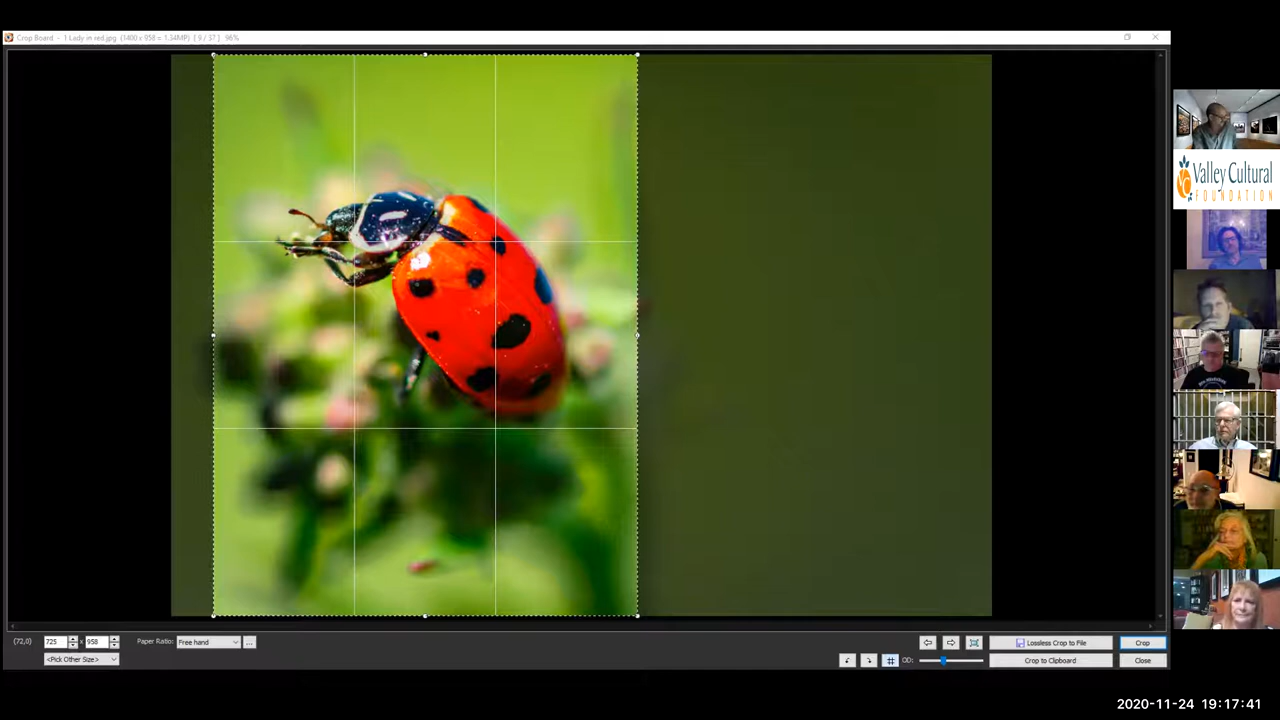 Crop Board - 1 Lady in red.jpg (1400 x 958 = 1.34MP) [ 9 / 37 ] 96%
Valley Cultural
FOUNDATION
(72,0) 725 x 958 Paper Ratio: Free hand ... Lossless Crop to File Crop
<Pick Other Size> OD: Crop to Clipboard Close
2020-11-24 19:17:41